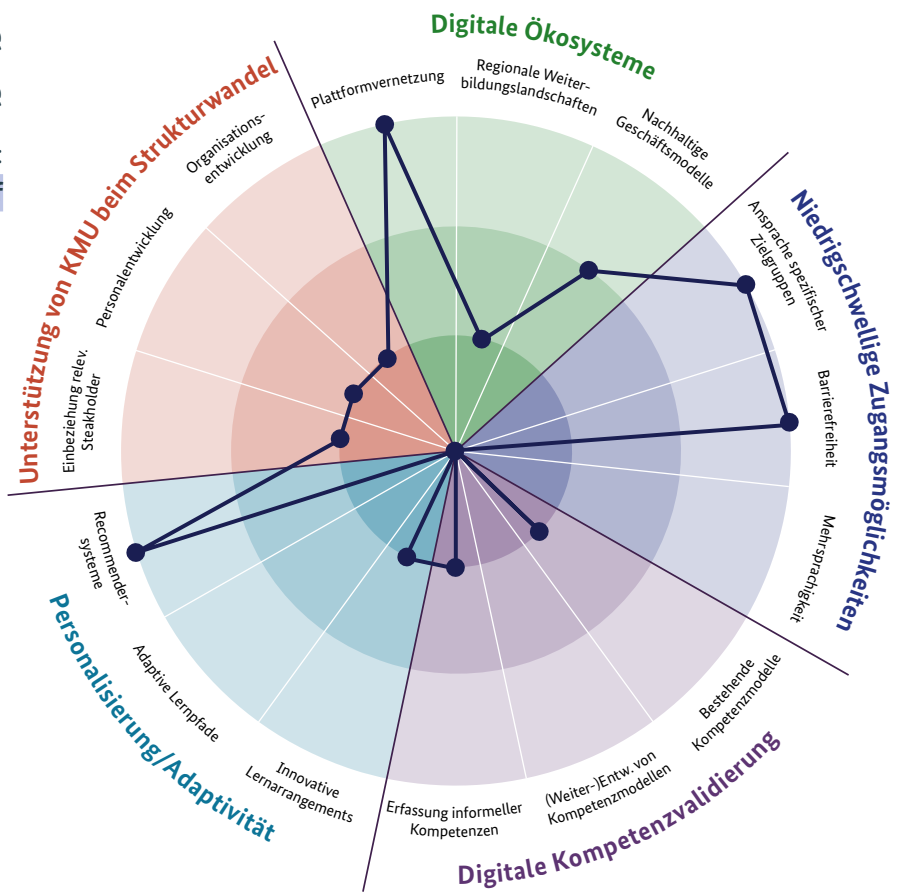 Digitale Ökosysteme
Plattformvernetzung
Regionale Weiter-
bildungslandschaften
Nachhaltige
Geschäftsmodelle
Niedrigschwellige Zugangsmöglichkeiten
Ansprache spezifischer
Zielgruppen
Barrierefreiheit
Mehrsprachigkeit
Digitale Kompetenzvalidierung
Bestehende
Kompetenzmodelle
(Weiter-)Entw. von
Kompetenzmodellen
Erfassung informeller
Kompetenzen
Personalisierung/Adaptivität
Innovative
Lernarrangements
Adaptive Lernpfade
Recommender-
systeme
Unterstützung von KMU beim Strukturwandel
Einbeziehung relev.
Steakholder
Personalentwicklung
Organisations-
entwicklung